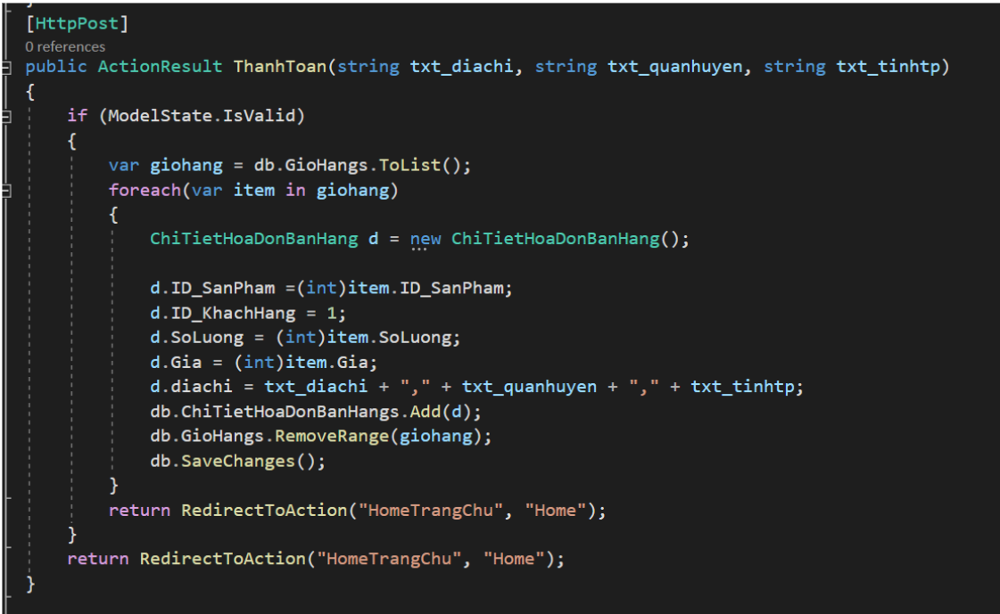 [HttpPost]
0 references
public ActionResult ThanhToan(string txt_diachi, string txt_quanhuyen, string txt_tinhtp)
{
if (ModelState.IsValid)
{
var giohang = db.GioHangs.ToList();
foreach(var item in giohang)
{
ChiTietHoaDonBanHang d = new ChiTietHoaDonBanHang();
d.ID_SanPham =(int)item.ID_SanPham;
d.ID_KhachHang = 1;
d.SoLuong = (int)item.SoLuong;
d.Gia = (int)item.Gia;
d.diachi = txt_diachi + "," + txt_quanhuyen + "," + txt_tinhtp;
db.ChiTietHoaDonBanHangs.Add(d);
db.GioHangs.RemoveRange(giohang);
db.SaveChanges();
}
return RedirectToAction("HomeTrangChu", "Home");
}
return RedirectToAction("HomeTrangChu", "Home");
}